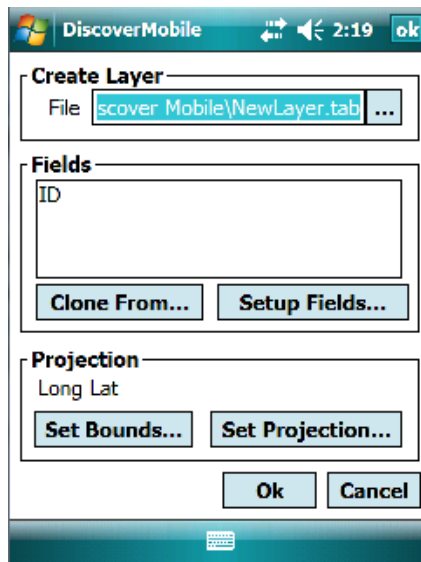 DiscoverMobile 2:19 ok
Create Layer
File scover Mobile\NewLayer.tab ...
Fields
ID
Clone From... Setup Fields...
Projection
Long Lat
Set Bounds... Set Projection...
Ok Cancel